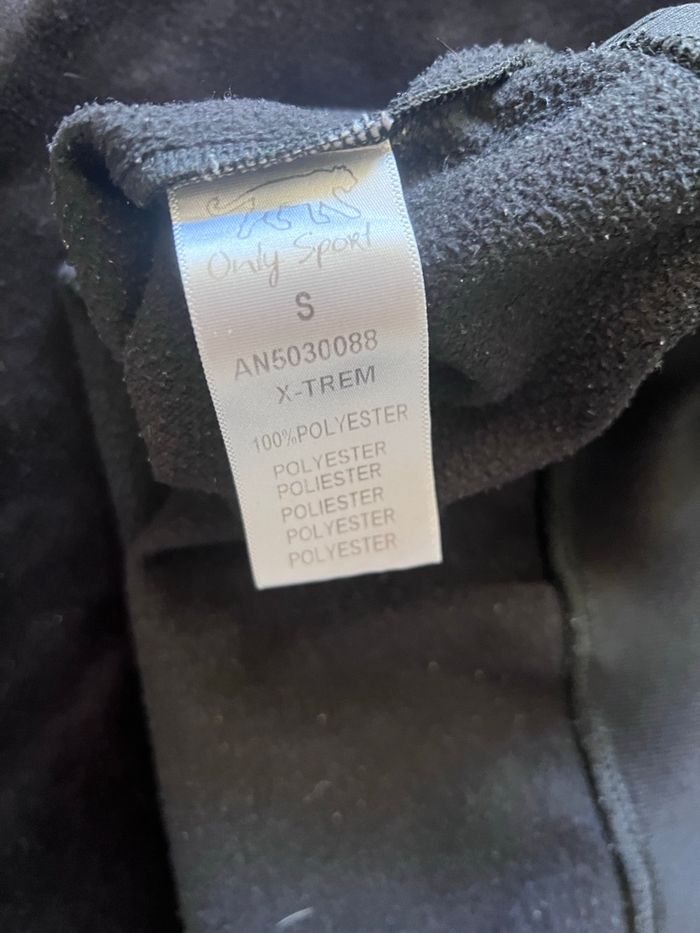 Only Sport
S
AN5030088
X-TREM
100%POLYESTER
POLYESTER
POLIESTER
POLIESTER
POLYESTER
POLYESTER